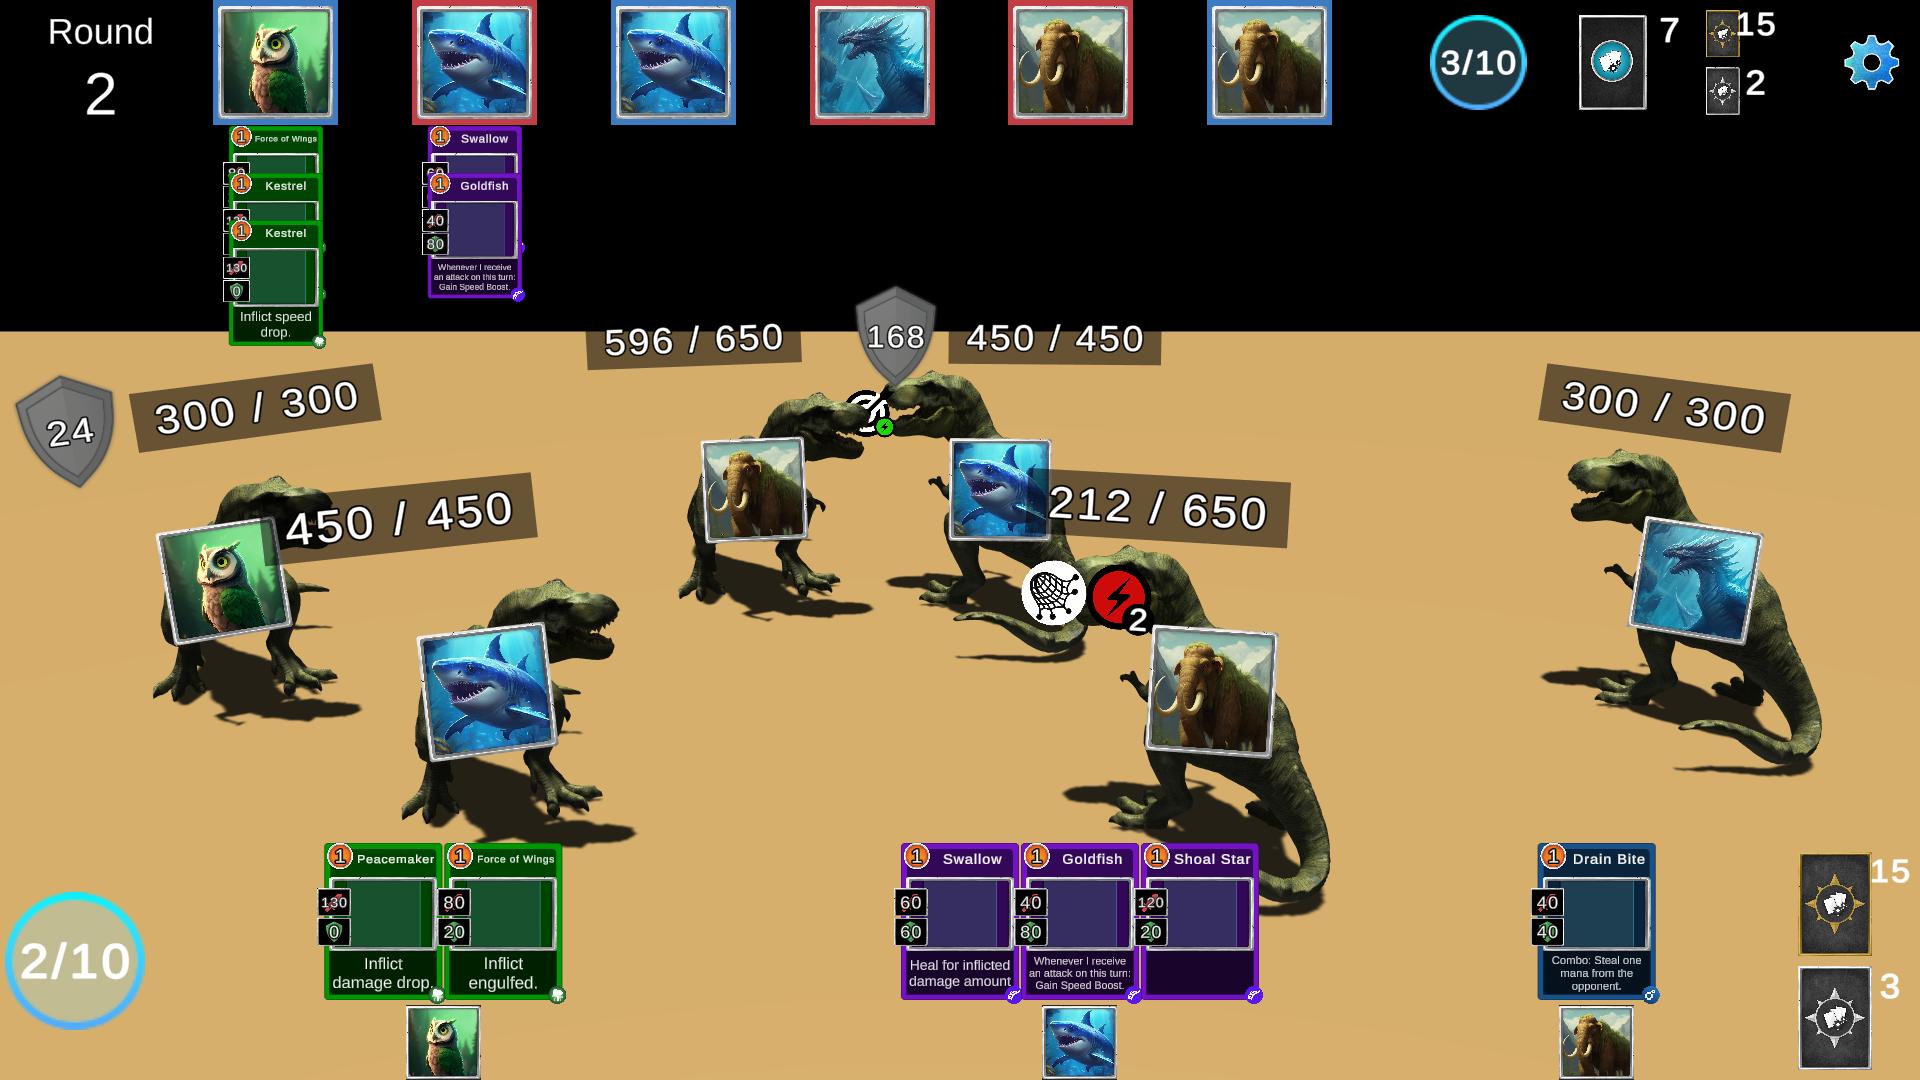 Round
2
3/10
7
15
2
1 Force of Wings
80
1 Kestrel
130
1 Kestrel
130
0
Inflict speed
drop.
1 Swallow
60
1 Goldfish
40
80
Whenever I receive
an attack on this turn:
Gain Speed Boost.
24
300 / 300
450 / 450
596 / 650
168
450 / 450
212 / 650
2
300 / 300
2/10
1 Peacemaker
130
0
Inflict
damage drop.
1 Force of Wings
80
20
Inflict
engulfed.
1 Swallow
60
60
Heal for inflicted
damage amount
1 Goldfish
40
80
Whenever I receive
an attack on this turn:
Gain Speed Boost.
1 Shoal Star
120
20
1 Drain Bite
40
40
Combo: Steal one
mana from the
opponent.
15
3